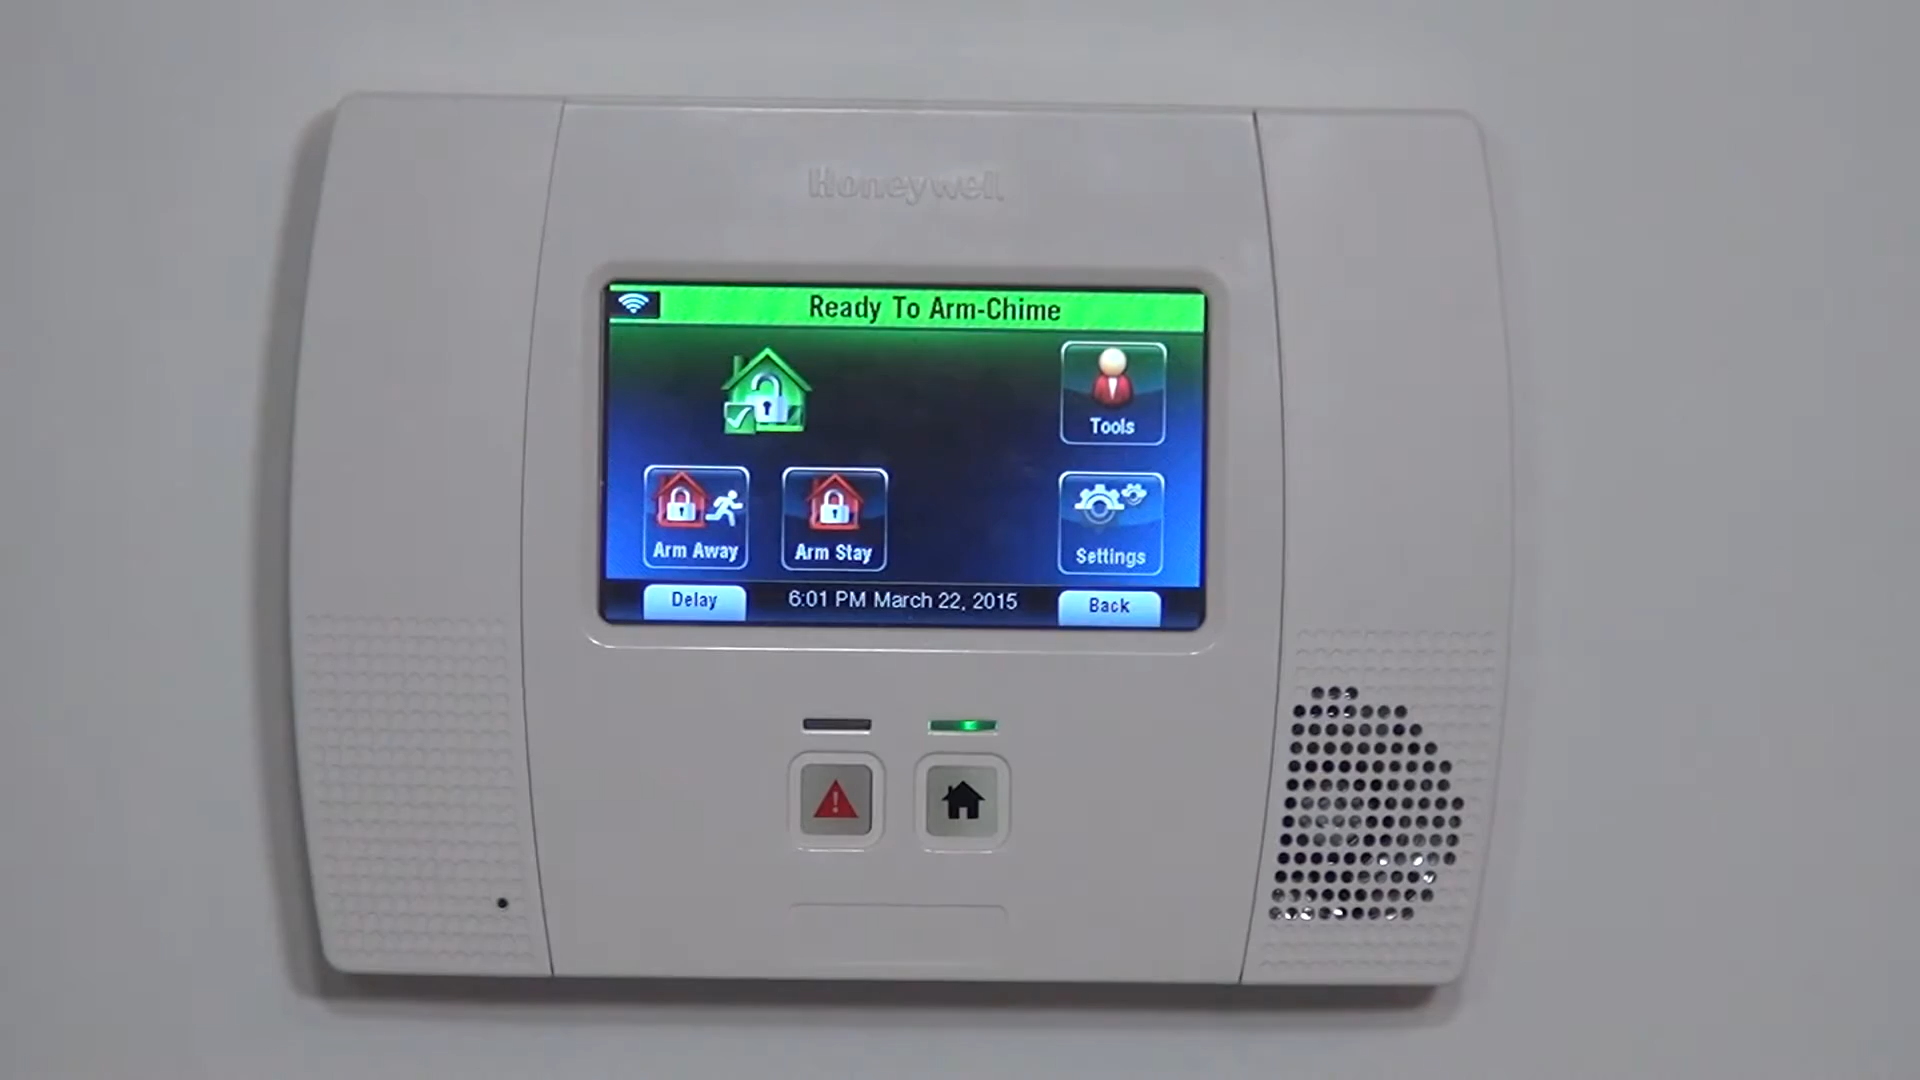 Honeywell
Ready To Arm-Chime
Tools
Arm Away
Arm Stay
Settings
Delay
6:01 PM March 22, 2015
Back